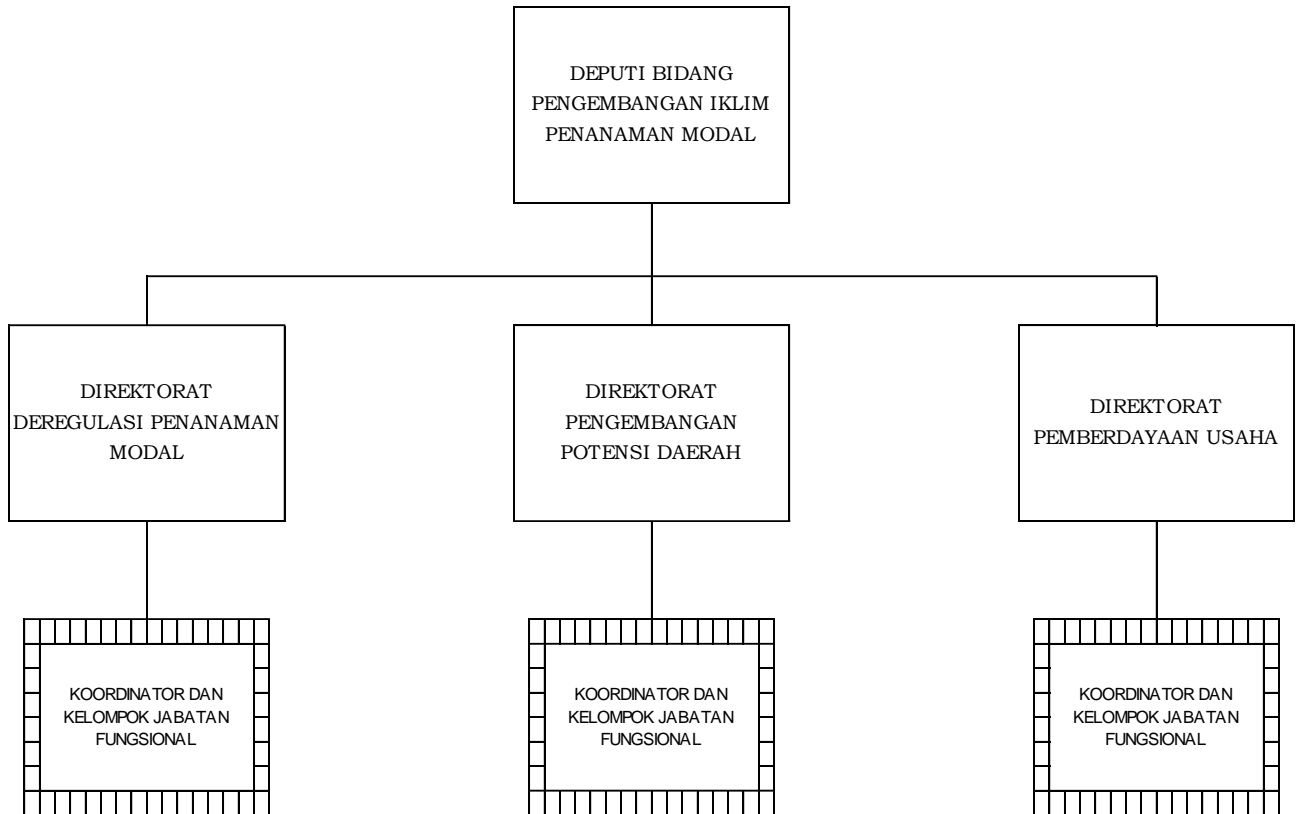 DEPUTI BIDANG
PENGEMBANGAN IKLIM
PENANAMAN MODAL
DIREKTORAT
DEREGULASI PENANAMAN
MODAL
DIREKTORAT
PENGEMBANGAN
POTENSI DAERAH
DIREKTORAT
PEMBERDAYAAN USAHA
KOORDINATOR DAN
KELOMPOK JABATAN
FUNGSIONAL
KOORDINATOR DAN
KELOMPOK JABATAN
FUNGSIONAL
KOORDINATOR DAN
KELOMPOK JABATAN
FUNGSIONAL